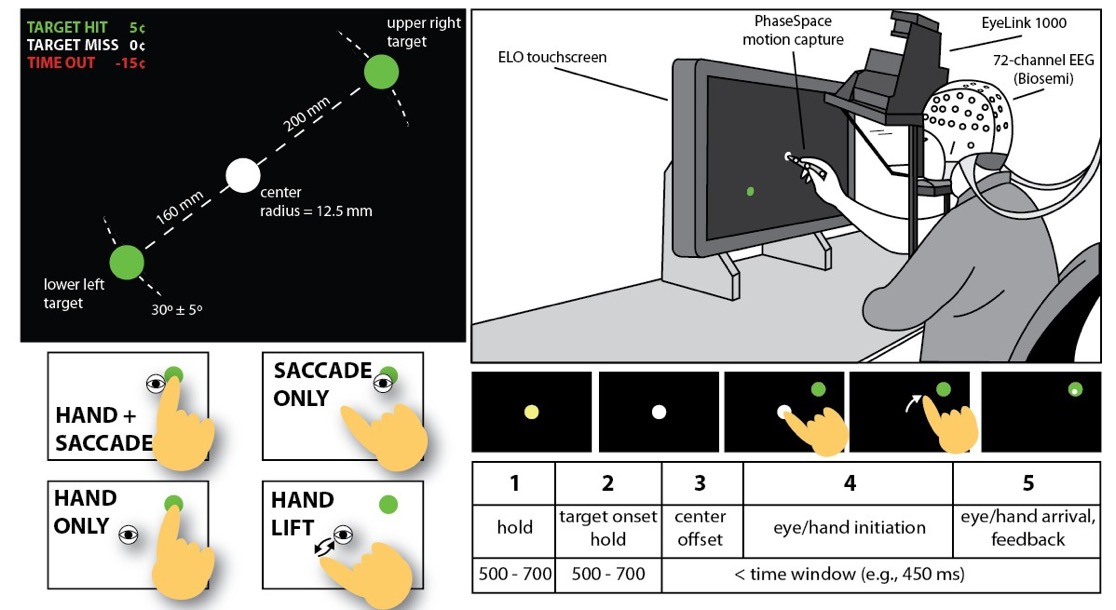 TARGET HIT 5¢
TARGET MISS 0¢
TIME OUT -15¢
upper right
target
200 mm
center
radius = 12.5 mm
160 mm
lower left
target
30º ± 5º
PhaseSpace
motion capture
EyeLink 1000
ELO touchscreen
72-channel EEG
(Biosemi)
HAND +
SACCADE
SACCADE
ONLY
HAND
ONLY
HAND
LIFT
1 2 3 4 5
hold
target onset
hold
center
offset
eye/hand initiation
eye/hand arrival,
feedback
500 - 700 500 - 700 < time window (e.g., 450 ms)